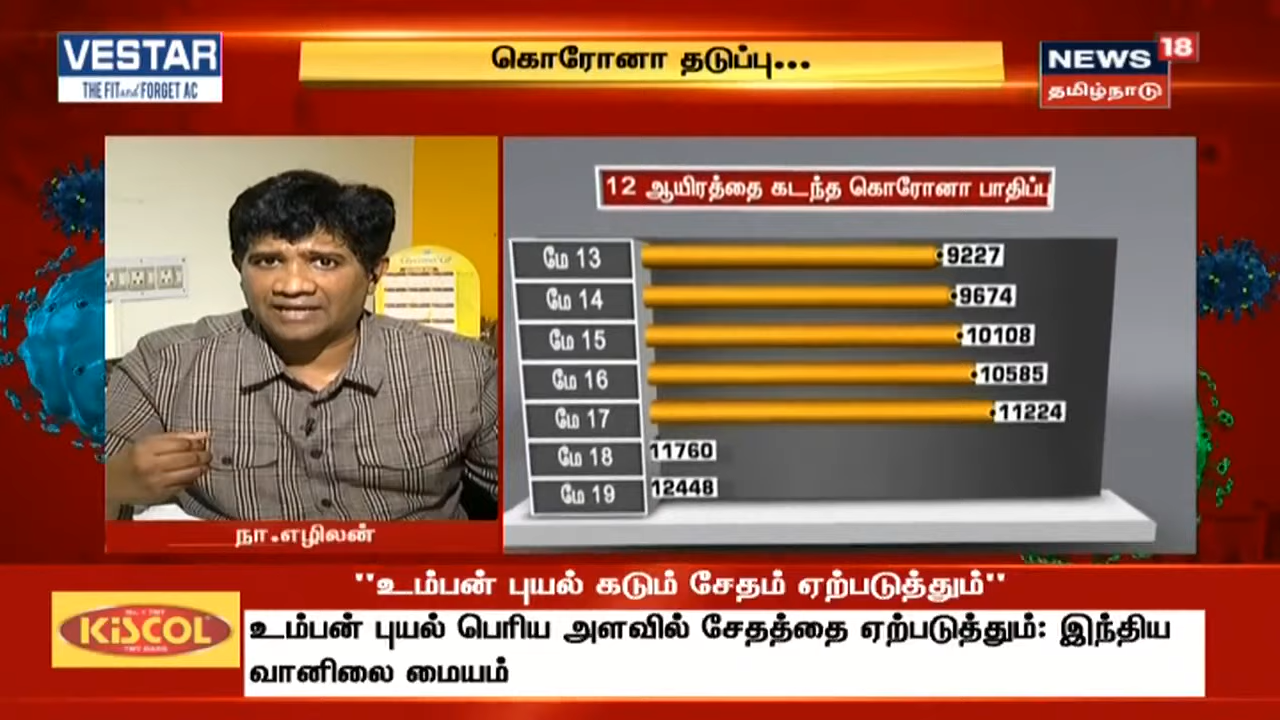 VESTAR
THE FIT and FORGET AC
கொரோனா தடுப்பு...
NEWS 18
தமிழ்நாடு
12 ஆயிரத்தை கடந்த கொரோனா பாதிப்பு
மே 13 9227
மே 14 9674
மே 15 10108
மே 16 10585
மே 17 11224
மே 18 11760
மே 19 12448
நா.எழிலன்
"உம்பன் புயல் கடும் சேதம் ஏற்படுத்தும்"
KiSCOL
TMT BARS
உம்பன் புயல் பெரிய அளவில் சேதத்தை ஏற்படுத்தும்: இந்திய
வானிலை மையம்